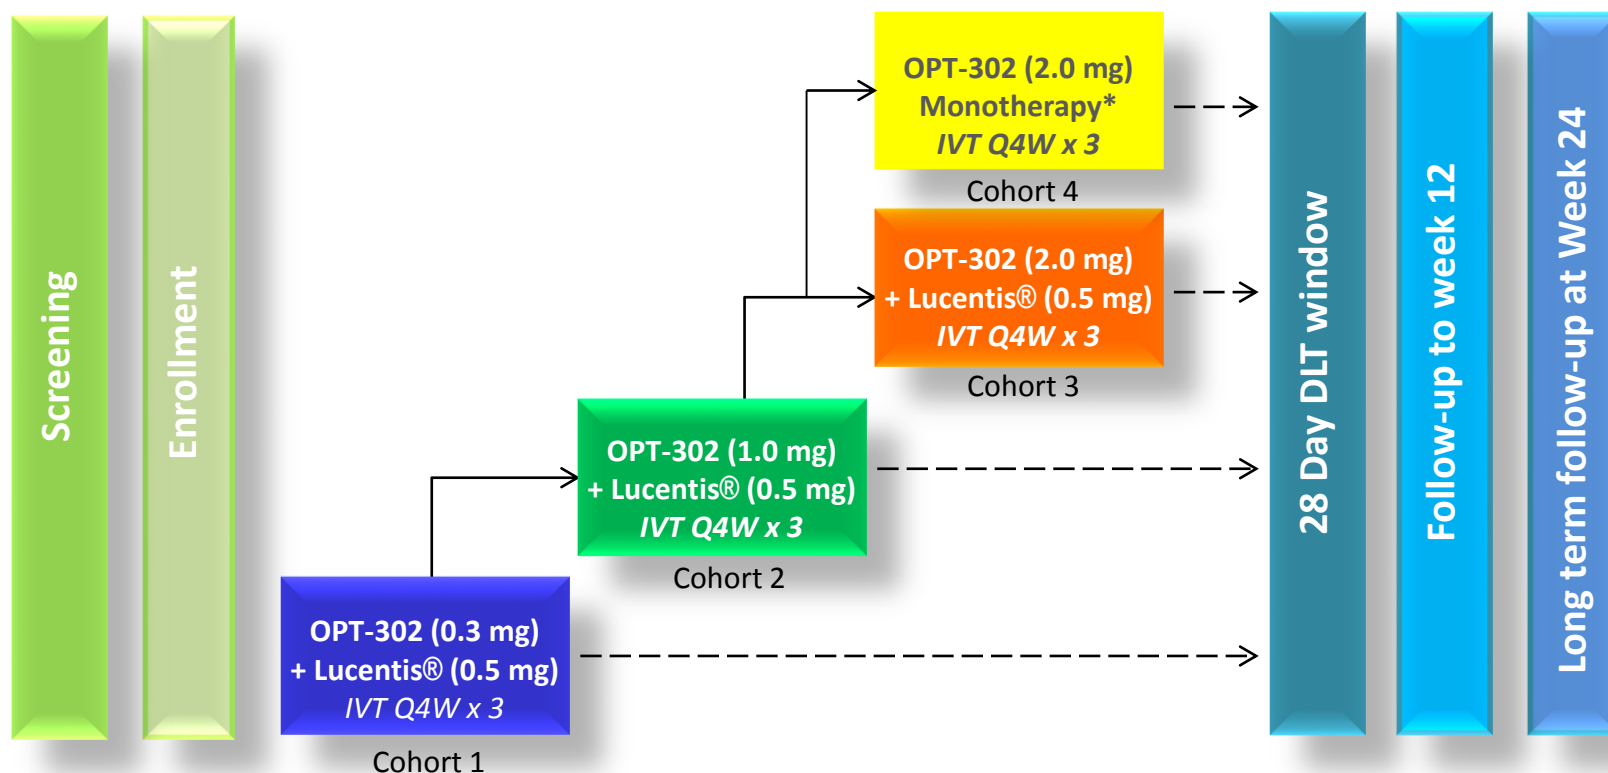 Screening
Enrollment
OPT-302 (2.0 mg)
Monotherapy*
IVT Q4W x 3
Cohort 4
OPT-302 (2.0 mg)
+ Lucentis® (0.5 mg)
IVT Q4W x 3
Cohort 3
OPT-302 (1.0 mg)
+ Lucentis® (0.5 mg)
IVT Q4W x 3
Cohort 2
OPT-302 (0.3 mg)
+ Lucentis® (0.5 mg)
IVT Q4W x 3
Cohort 1
28 Day DLT window
Follow-up to week 12
Long term follow-up at Week 24